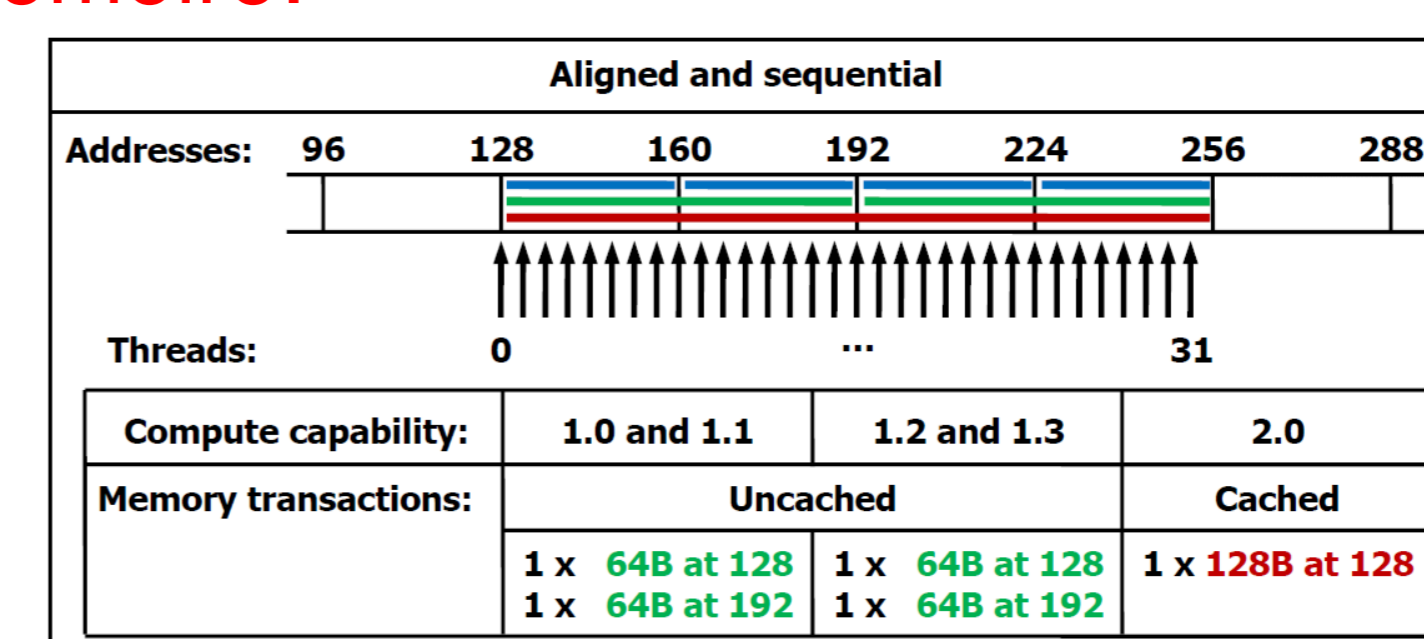 Aligned and sequential
Addresses: 96 128 160 192 224 256 288
Threads: 0 ... 31
Compute capability: 1.0 and 1.1 1.2 and 1.3 2.0
Memory transactions: Uncached Cached
1 x 64B at 128 1 x 64B at 128 1 x 128B at 128
1 x 64B at 192 1 x 64B at 192